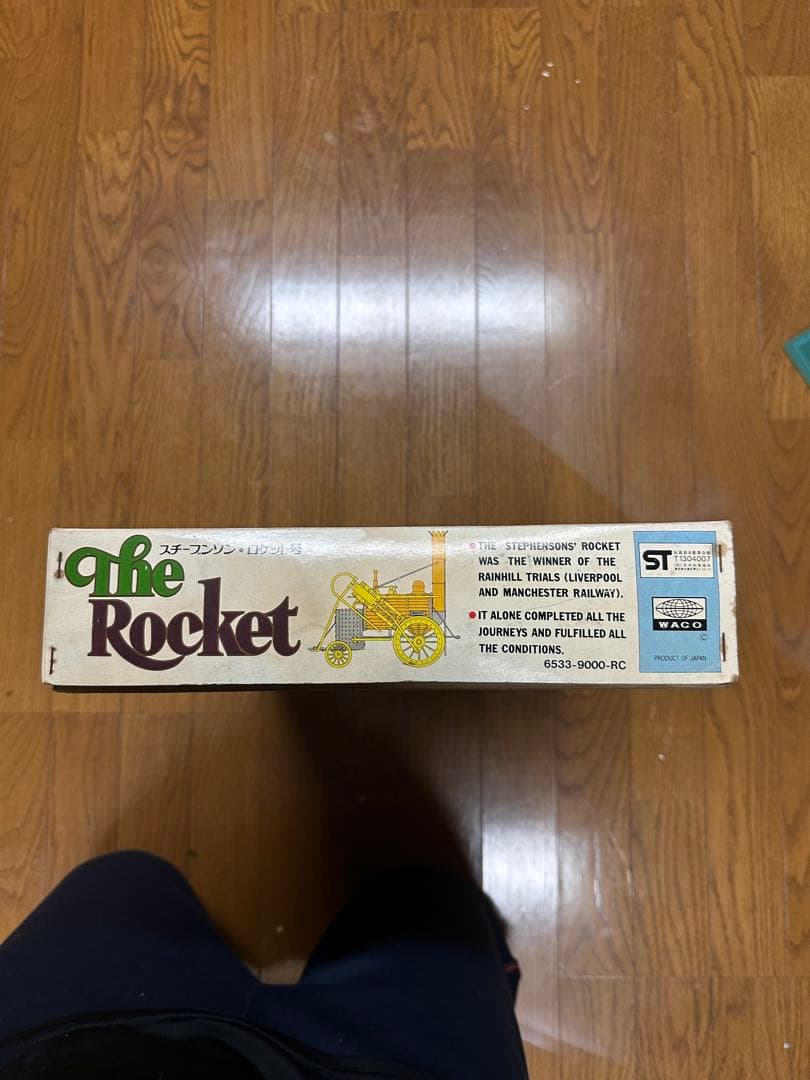 The
Rocket
スチーブンソン・ロケット号
THE STEPHENSONS' ROCKET
WAS THE WINNER OF THE
RAINHILL TRIALS (LIVERPOOL
AND MANCHESTER RAILWAY).
IT ALONE COMPLETED ALL THE
JOURNEYS AND FULFILLED ALL
THE CONDITIONS.
6533-9000-RC
ST
T1304007
WACO
©
PRODUCT OF JAPAN